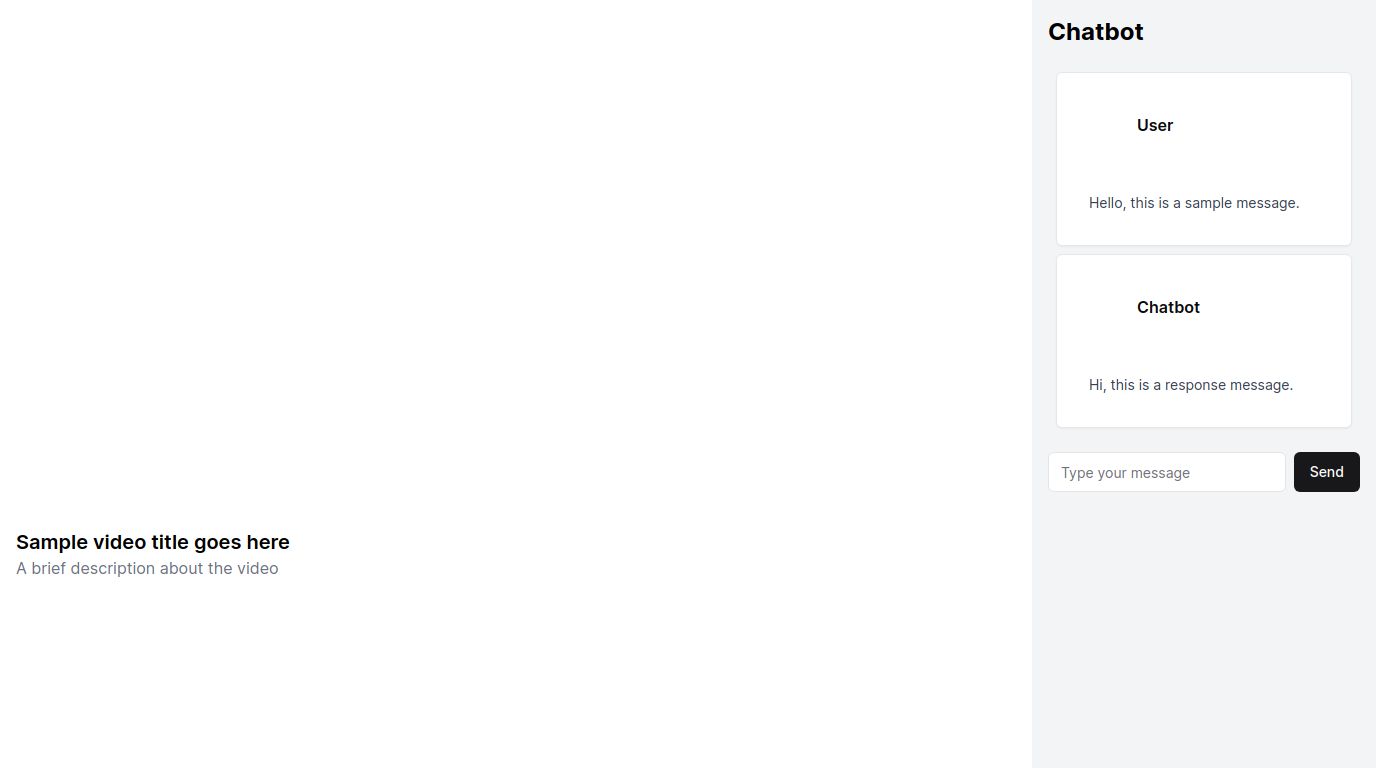 Chatbot
User
Hello, this is a sample message.
Chatbot
Hi, this is a response message.
Type your message
Send
Sample video title goes here
A brief description about the video